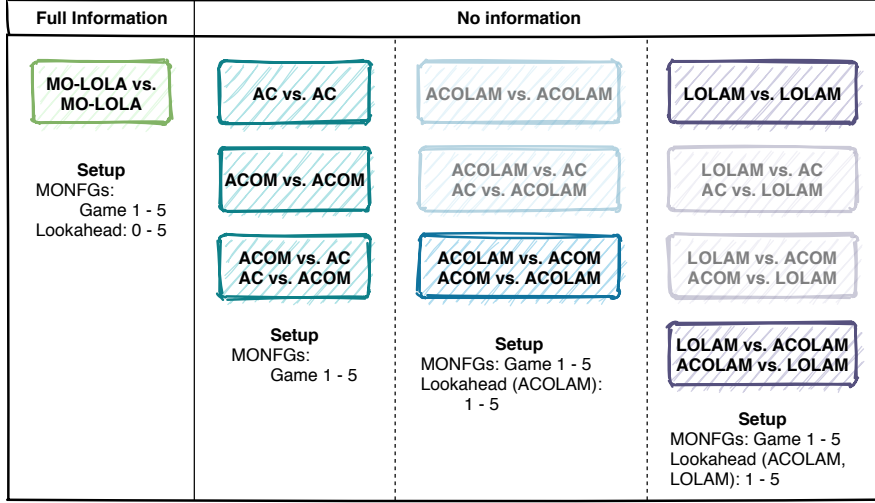 Full Information
No information
MO-LOLA vs.
MO-LOLA
Setup
MONFGs:
Game 1 - 5
Lookahead: 0 - 5
AC vs. AC
ACOM vs. ACOM
ACOM vs. AC
AC vs. ACOM
Setup
MONFGs:
Game 1 - 5
ACOLAM vs. ACOLAM
ACOLAM vs. AC
AC vs. ACOLAM
ACOLAM vs. ACOM
ACOM vs. ACOLAM
Setup
MONFGs: Game 1 - 5
Lookahead (ACOLAM):
1 - 5
LOLAM vs. LOLAM
LOLAM vs. AC
AC vs. LOLAM
LOLAM vs. ACOM
ACOM vs. LOLAM
LOLAM vs. ACOLAM
ACOLAM vs. LOLAM
Setup
MONFGs: Game 1 - 5
Lookahead (ACOLAM,
LOLAM): 1 - 5